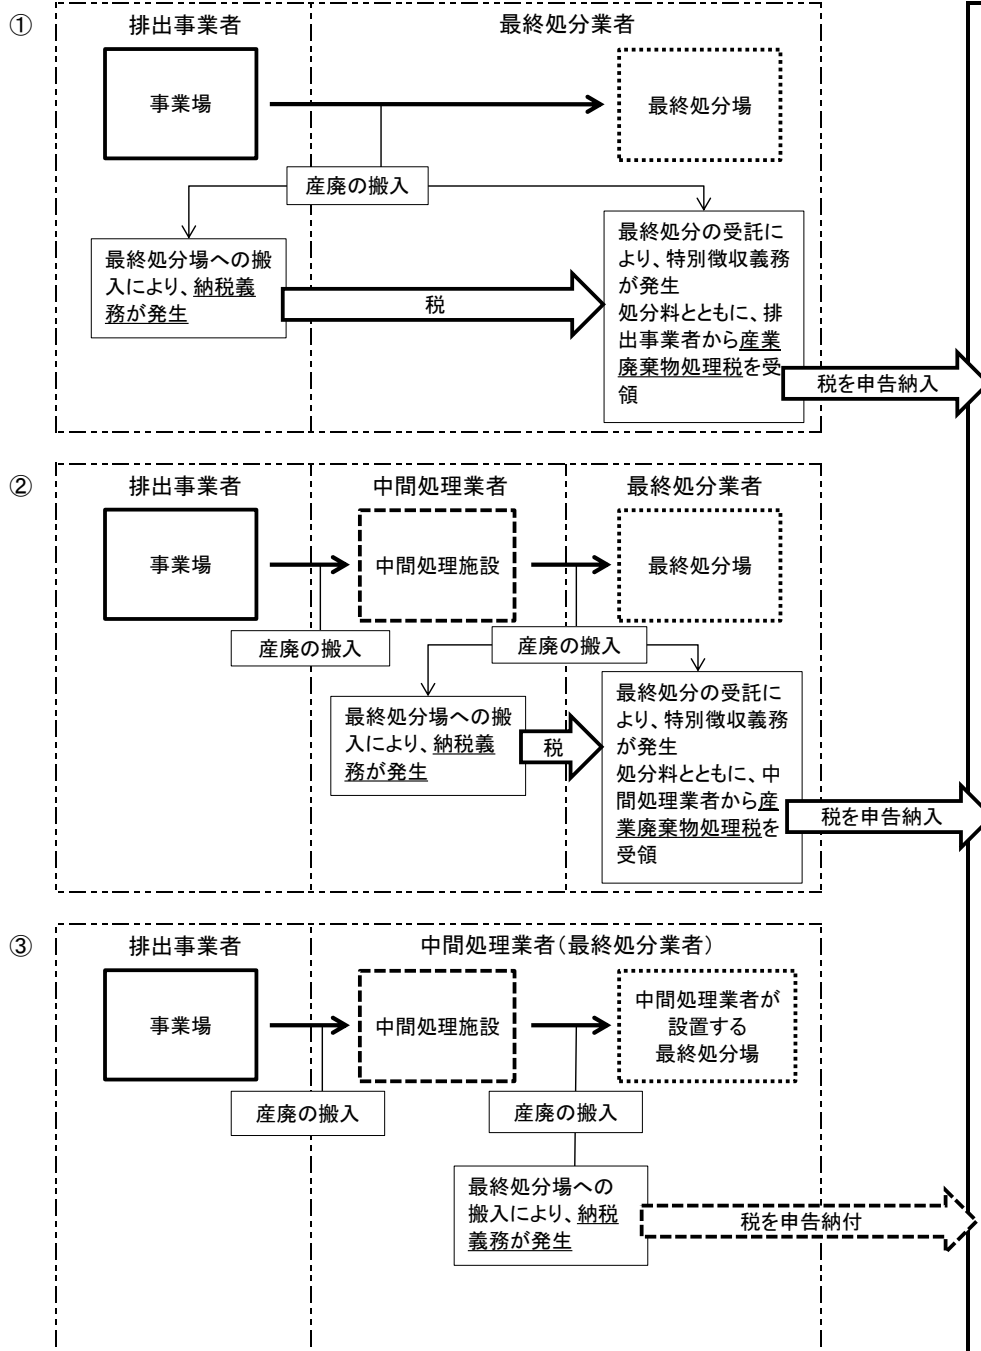 ①
排出事業者
最終処分業者
事業場
最終処分場
産廃の搬入
最終処分場への搬
入により、納税義
務が発生
税
最終処分の受託に
より、特別徴収義務
が発生
処分料とともに、排
出事業者から産業
廃棄物処理税を受
領
税を申告納入
②
排出事業者
中間処理業者
最終処分業者
事業場
中間処理施設
最終処分場
産廃の搬入
産廃の搬入
最終処分場への搬
入により、納税義
務が発生
税
最終処分の受託に
より、特別徴収義務
が発生
処分料とともに、中
間処理業者から産
業廃棄物処理税を
受領
税を申告納入
③
排出事業者
中間処理業者(最終処分業者)
事業場
中間処理施設
中間処理業者が
設置する
最終処分場
産廃の搬入
産廃の搬入
最終処分場への
搬入により、納税
義務が発生
税を申告納付